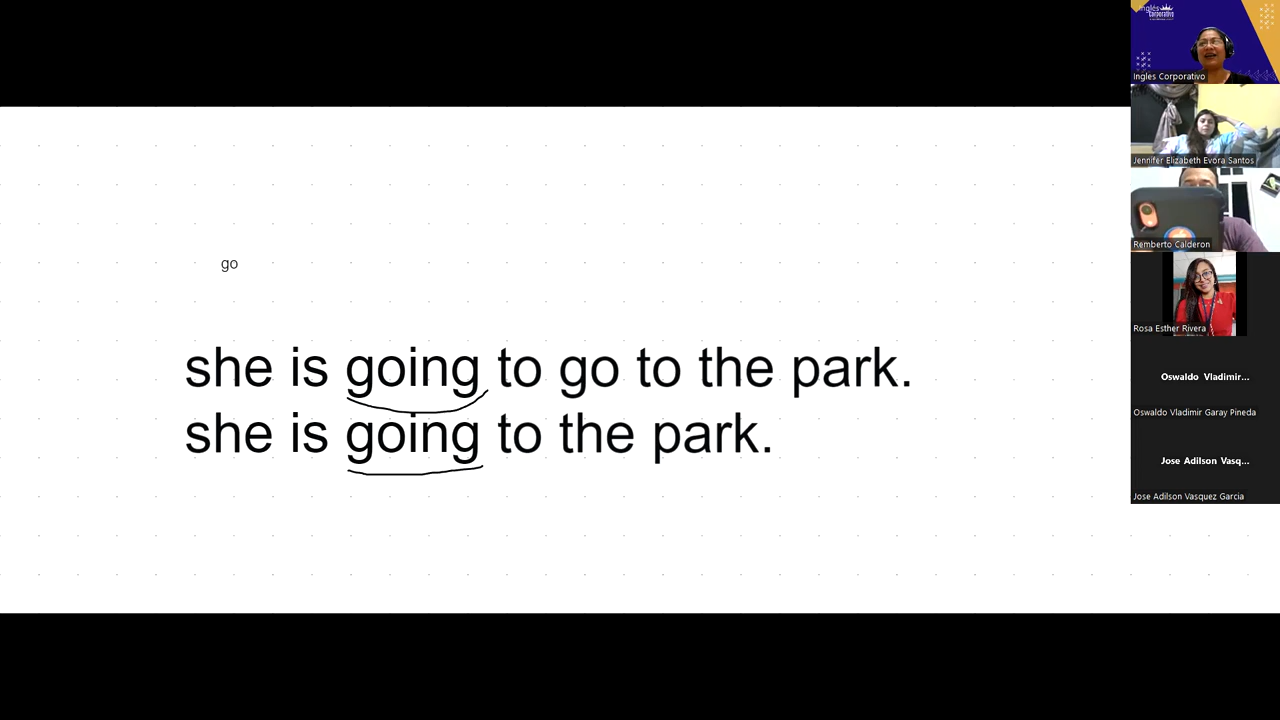 go
she is going to go to the park.
she is going to the park.
Inglés
Corporativo
Ingles Corporativo
Jennifer Elizabeth Evora Santos
Remberto Calderon
Rosa Esther Rivera
Oswaldo Vladimir...
Oswaldo Vladimir Garay Pineda
Jose Adilson Vasq...
Jose Adilson Vasquez Garcia